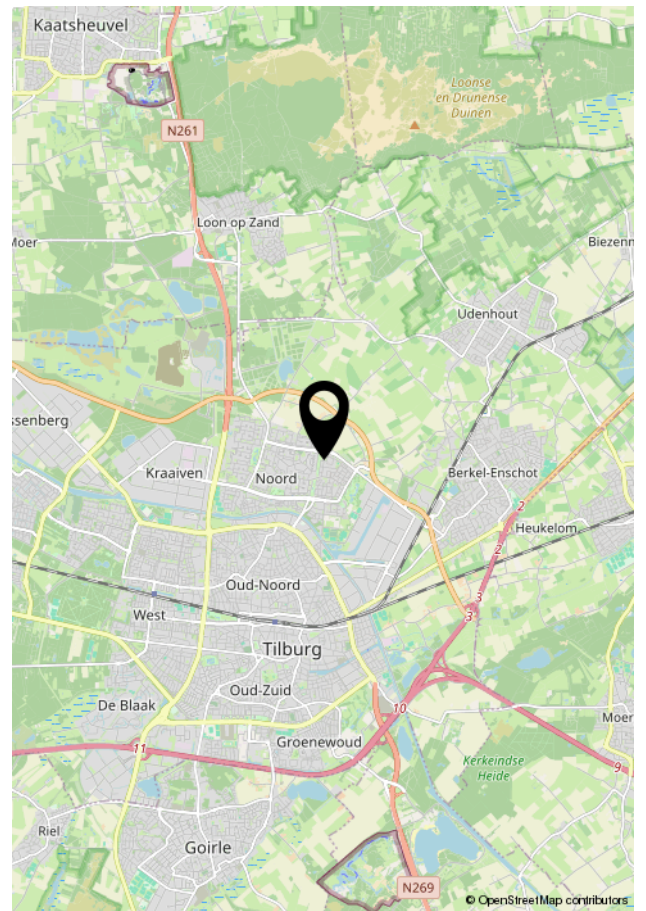 Kaatsheuvel
Loonse
en Drunense
Duinen
N261
Loon op Zand
Moer
Biezenm
Udenhout
ssenberg
Kraaiven
Noord
Berkel-Enschot
2
Heukelom
2
Oud-Noord
3
3
West
Tilburg
Oud-Zuid
De Blaak
10
Moer
11
Groenewoud
Kerkeindse
Heide
9
Riel
Goirle
N269
© OpenStreetMap contributors